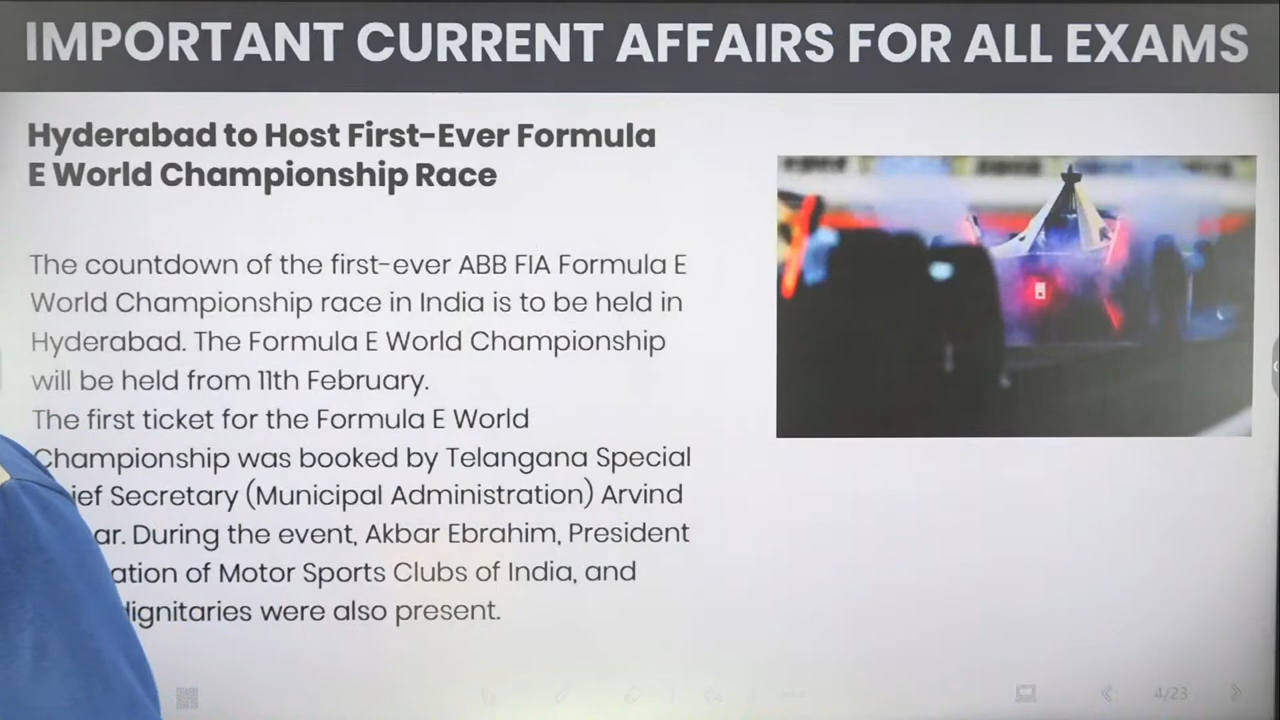 IMPORTANT CURRENT AFFAIRS FOR ALL EXAMS
Hyderabad to Host First-Ever Formula
E World Championship Race
The countdown of the first-ever ABB FIA Formula E
World Championship race in India is to be held in
Hyderabad. The Formula E World Championship
will be held from 11th February.
The first ticket for the Formula E World
Championship was booked by Telangana Special
ief Secretary (Municipal Administration) Arvind
ar. During the event, Akbar Ebrahim, President
ation of Motor Sports Clubs of India, and
dignitaries were also present.
4/23